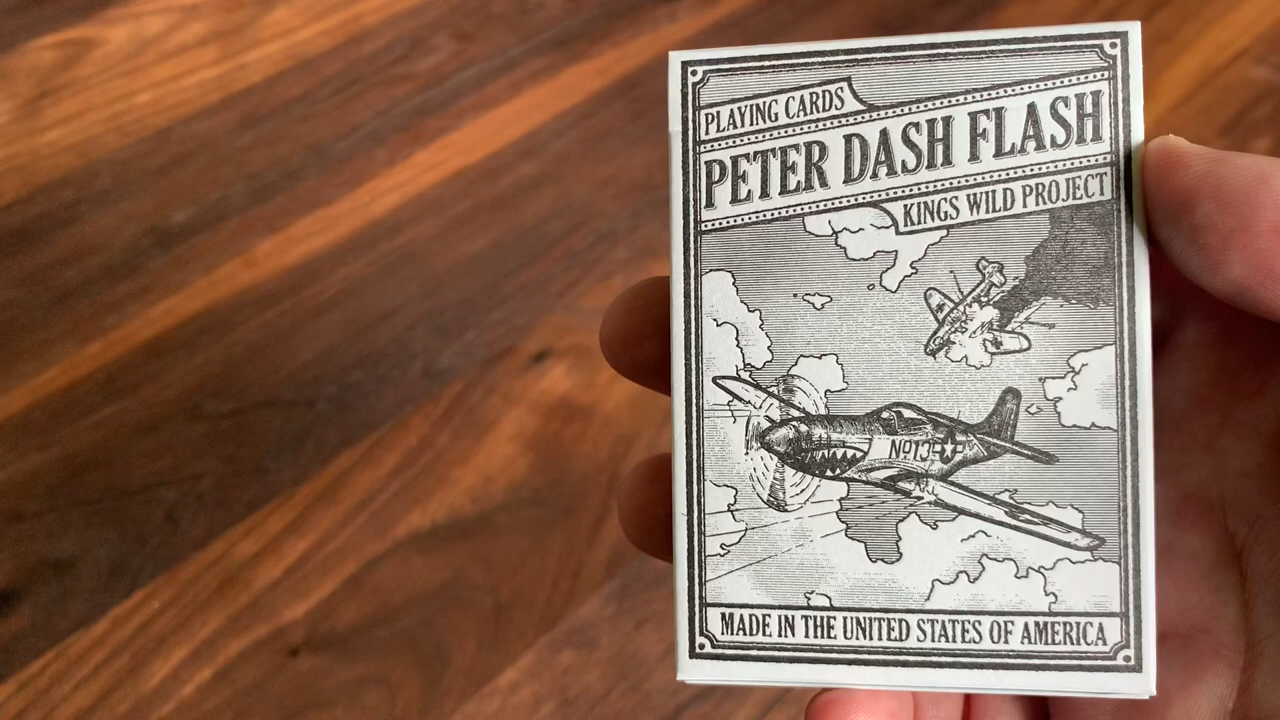 PLAYING CARDS
PETER DASH FLASH
KINGS WILD PROJECT
MADE IN THE UNITED STATES OF AMERICA